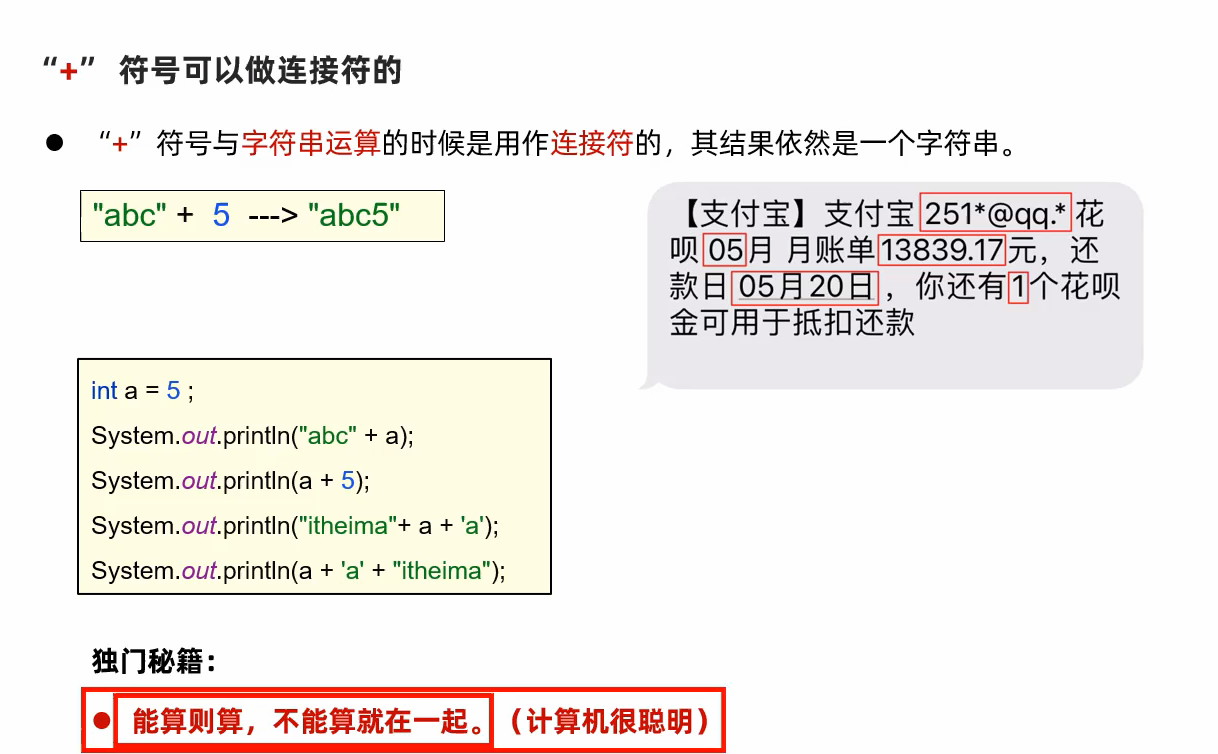 “+” 符号可以做连接符的
● “+”符号与字符串运算的时候是用作连接符的，其结果依然是一个字符串。
"abc" + 5 ---> "abc5"
【支付宝】支付宝 251*@qq.* 花
呗 05月 月账单 13839.17元，还
款日 05月20日 ，你还有1个花呗
金可用于抵扣还款
int a = 5 ;
System.out.println("abc" + a);
System.out.println(a + 5);
System.out.println("itheima"+ a + 'a');
System.out.println(a + 'a' + "itheima");
独门秘籍：
● 能算则算，不能算就在一起。（计算机很聪明）